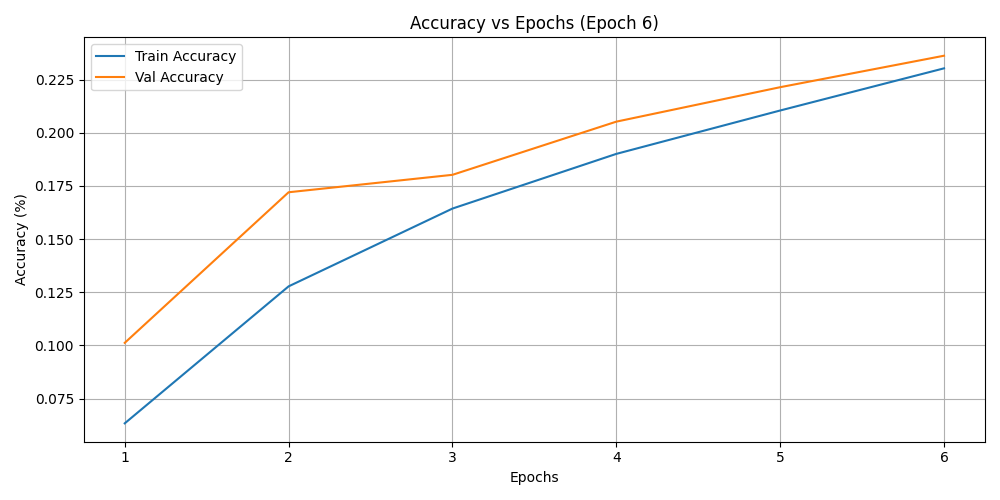 Accuracy vs Epochs (Epoch 6)
Train Accuracy
Val Accuracy
Accuracy (%)
0.225
0.200
0.175
0.150
0.125
0.100
0.075
1 2 3 4 5 6
Epochs